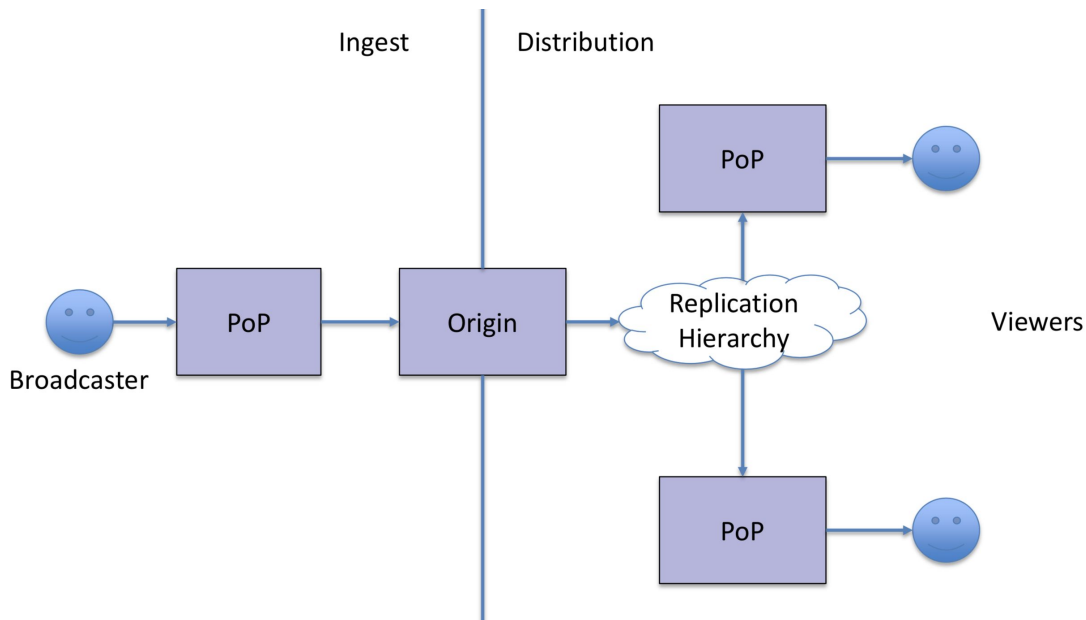 Ingest
Distribution
PoP
Replication
Hierarchy
Viewers
PoP
Origin
Broadcaster
PoP